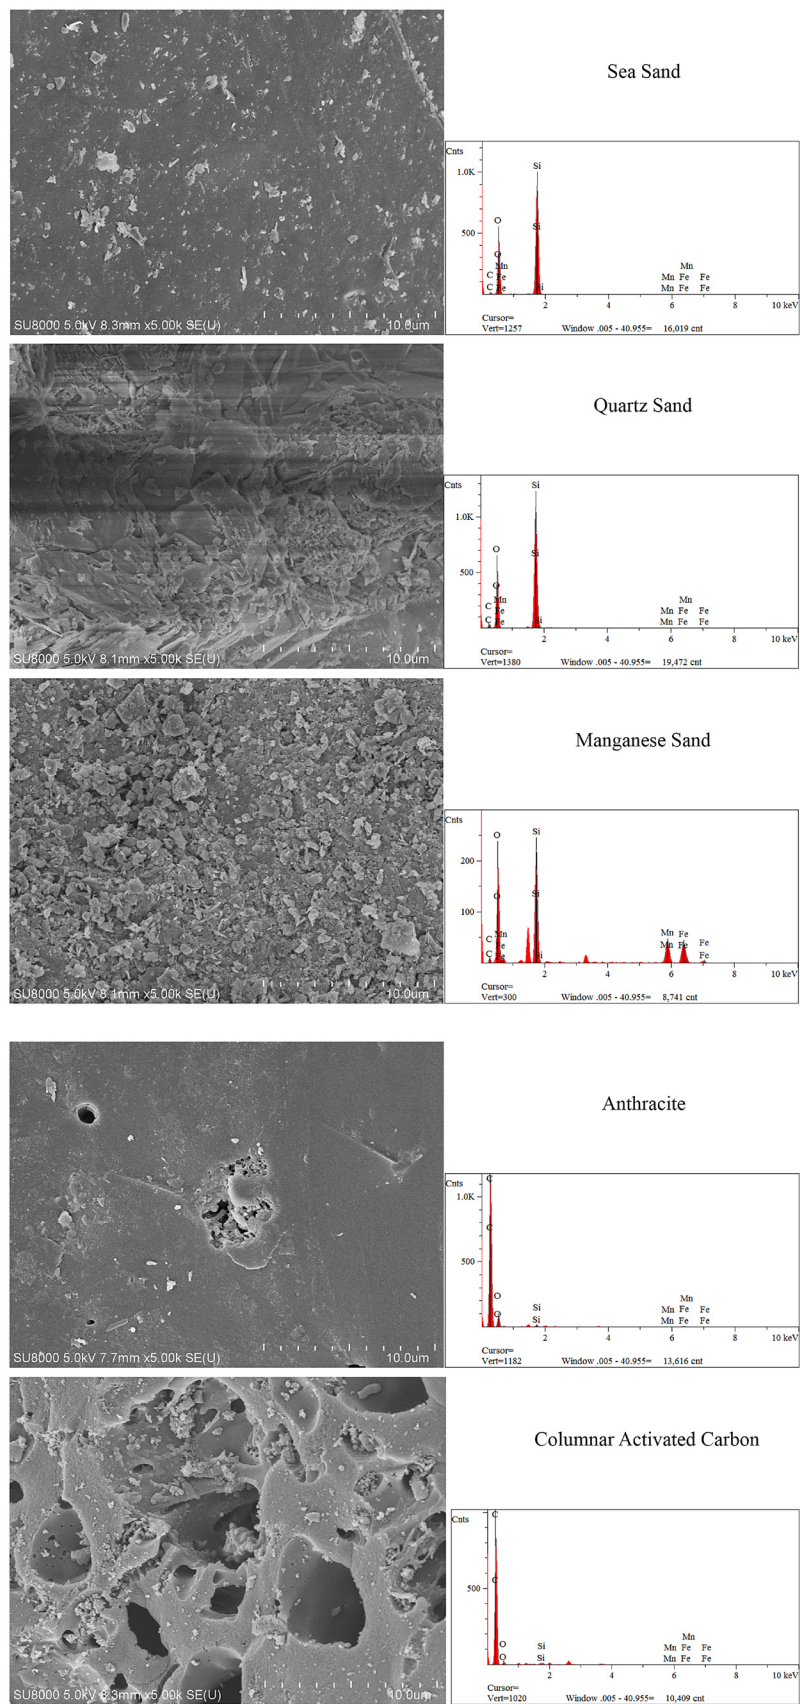 Sea Sand
Cnts
1.0K
500
Si
Si
Si
O
O
Mn
C
Fe
C
Fe
Mn
Mn
Fe
Fe
Mn
Fe
Fe
2
4
6
8
10 keV
Cursor=
Vert=1257
Window .005 - 40.955=
16,019 cnt
SU8000 5.0kV 8.3mm x5.00k SE(U)
10.0um
Quartz Sand
Cnts
1.0K
500
Si
Si
Si
O
O
Mn
C
Fe
C
Fe
Mn
Mn
Fe
Fe
Mn
Fe
Fe
2
4
6
8
10 keV
Cursor=
Vert=1380
Window .005 - 40.955=
19,472 cnt
SU8000 5.0kV 8.1mm x5.00k SE(U)
10.0um
Manganese Sand
Cnts
200
100
O
Si
O
Si
Si
Mn
C
Fe
C
Fe
Mn
Fe
Fe
Mn
Fe
Fe
2
4
6
8
10 keV
Cursor=
Vert=300
Window .005 - 40.955=
8,741 cnt
SU8000 5.0kV 8.1mm x5.00k SE(U)
10.0um
Anthracite
Cnts
1.0K
500
C
C
O
O
Si
Si
Mn
Mn
Fe
Fe
Mn
Fe
Fe
2
4
6
8
10 keV
Cursor=
Vert=1182
Window .005 - 40.955=
13,616 cnt
SU8000 5.0kV 7.7mm x5.00k SE(U)
10.0um
Columnar Activated Carbon
Cnts
500
C
C
O
O
Si
Si
Mn
Mn
Fe
Fe
Mn
Fe
Fe
2
4
6
8
10 keV
Cursor=
Vert=1020
Window .005 - 40.955=
10,409 cnt
SU8000 5.0kV 8.3mm x5.00k SE(U)
10.0um